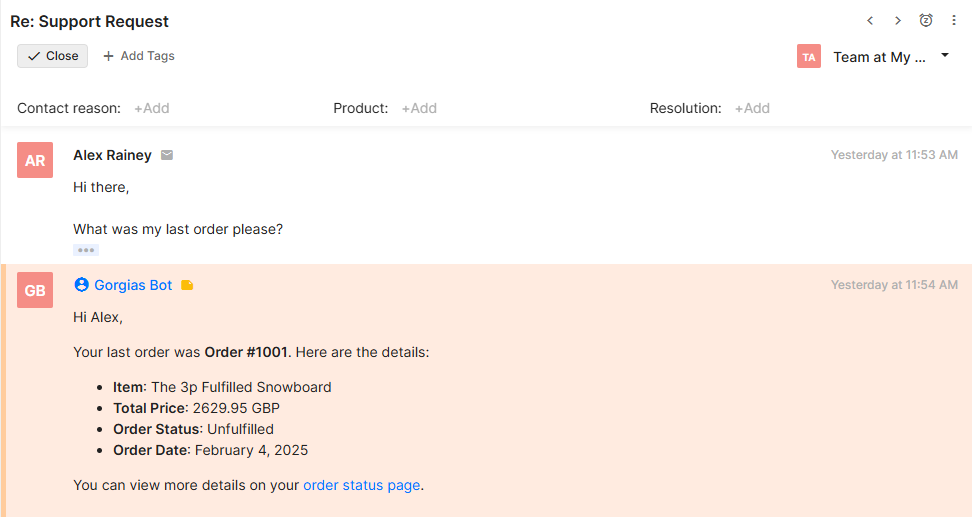 Re: Support Request
Close
Add Tags
TA
Team at My ...
Contact reason: +Add
Product: +Add
Resolution: +Add
AR
Alex Rainey
Yesterday at 11:53 AM
Hi there,
What was my last order please?
GB
Gorgias Bot
Yesterday at 11:54 AM
Hi Alex,
Your last order was Order #1001. Here are the details:
• Item: The 3p Fulfilled Snowboard
• Total Price: 2629.95 GBP
• Order Status: Unfulfilled
• Order Date: February 4, 2025
You can view more details on your order status page.